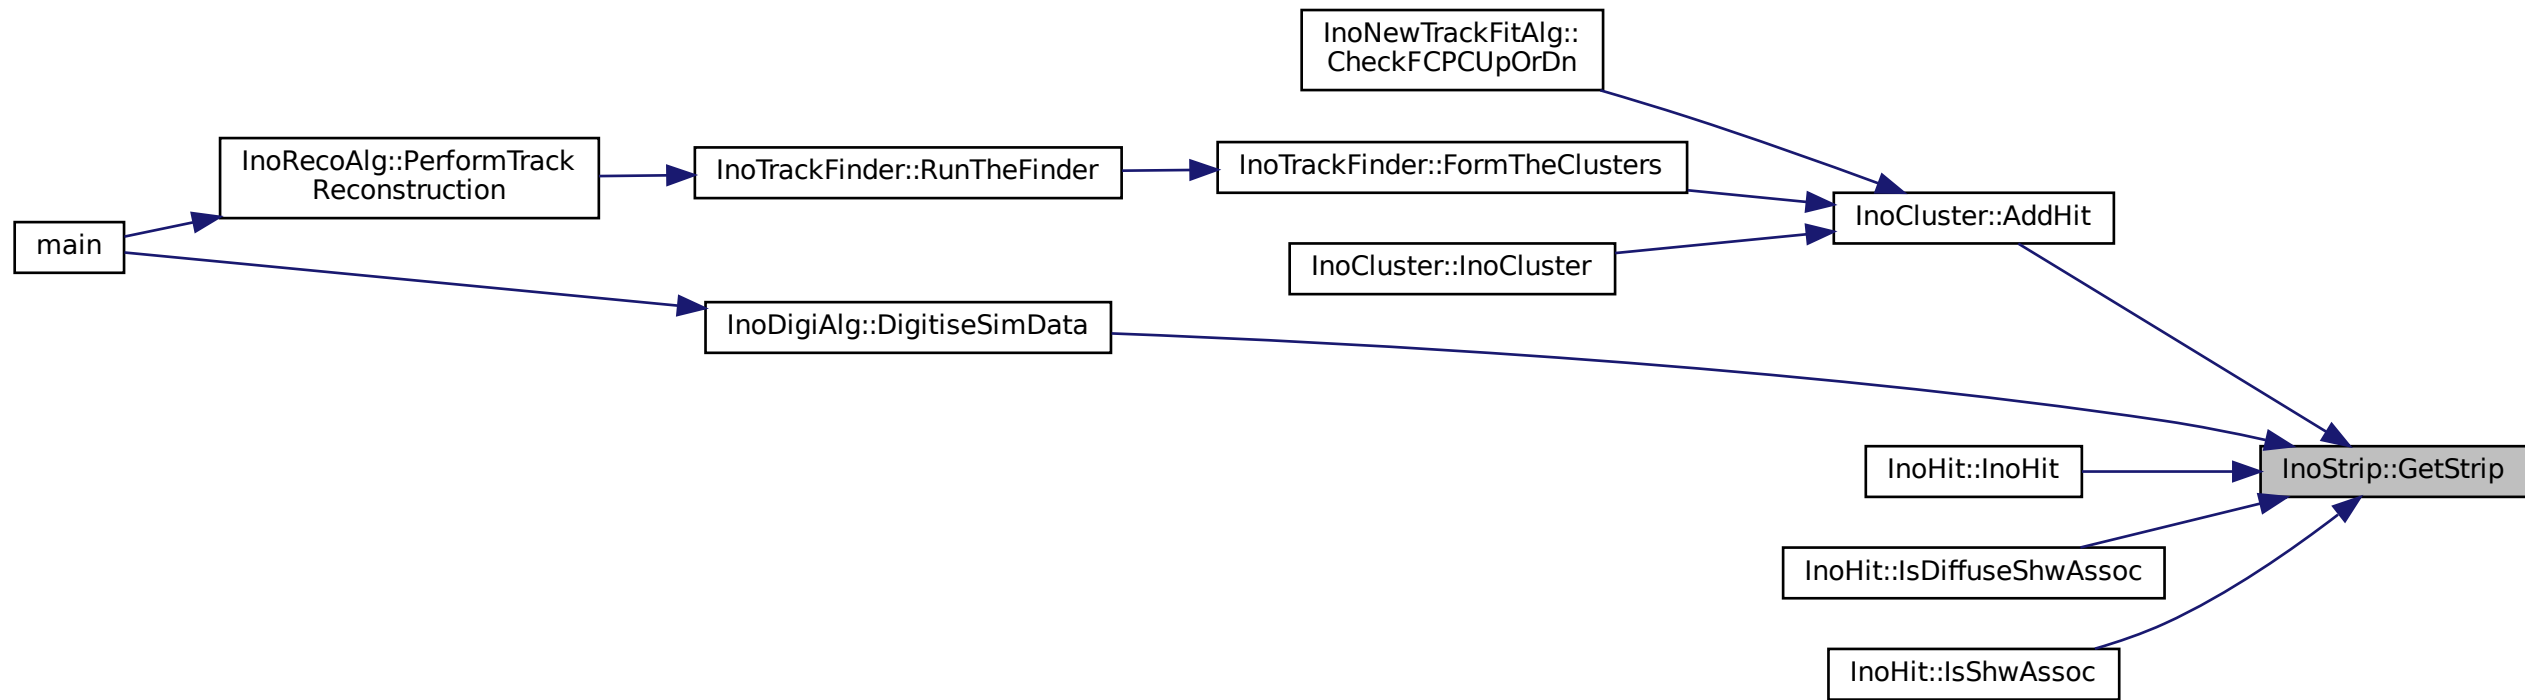 InoNewTrackFitAlg::
CheckFCPCUpOrDn
InoRecoAlg::PerformTrack
Reconstruction
InoTrackFinder::RunTheFinder
InoTrackFinder::FormTheClusters
InoCluster::AddHit
main
InoCluster::InoCluster
InoDigiAlg::DigitiseSimData
InoHit::InoHit
InoStrip::GetStrip
InoHit::IsDiffuseShwAssoc
InoHit::IsShwAssoc